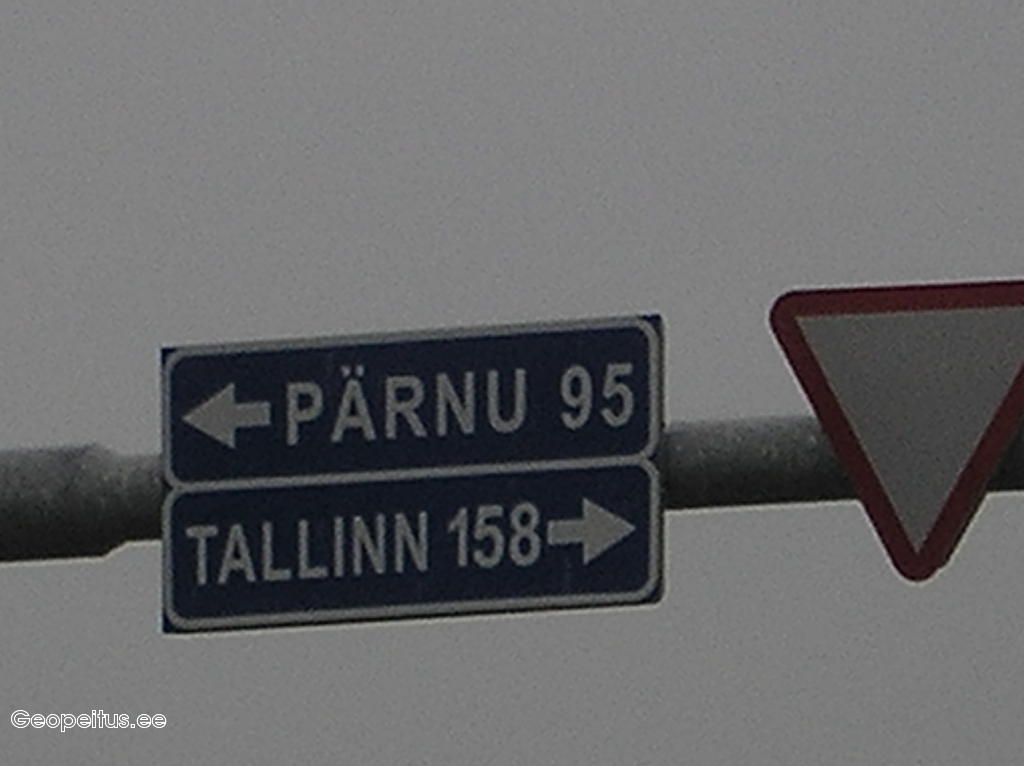 PÄRNU 95
TALLINN 158
Geopeitus.ee